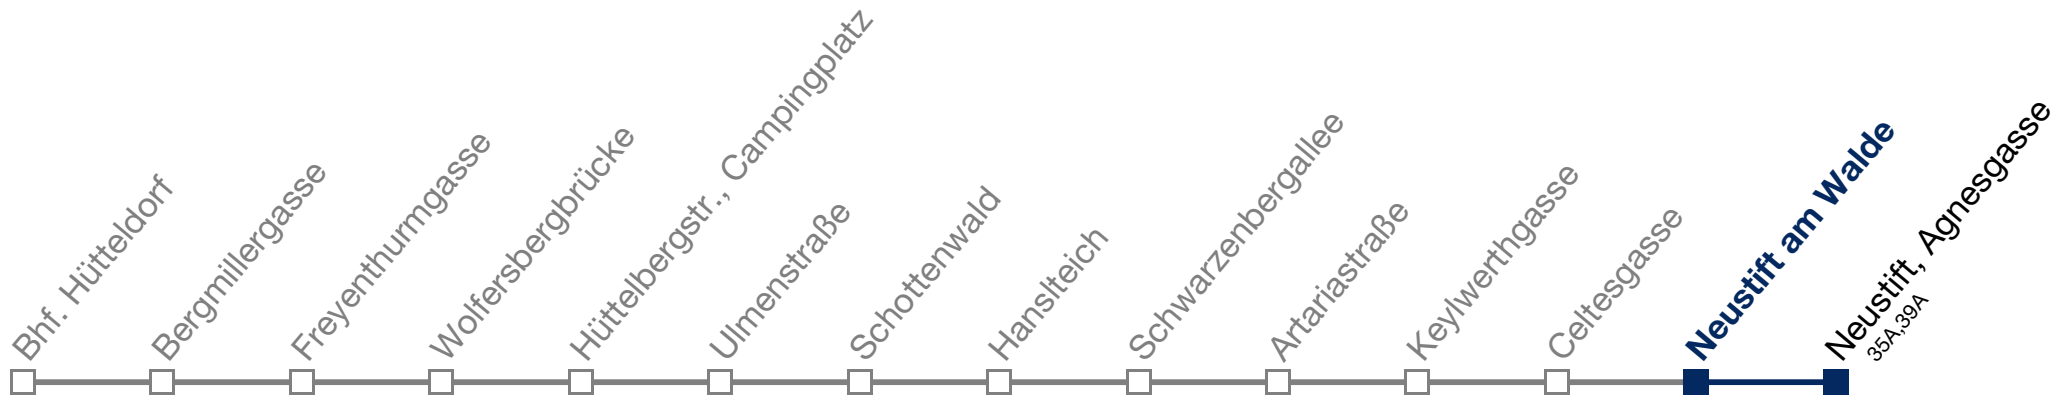 Bhf. Hütteldorf
Bergmillergasse
Freyenthurmgasse
Wolfersbergbrücke
Hüttelbergstr., Campingplatz
Ulmenstraße
Schottenwald
Hanslteich
Schwarzenbergallee
Artariastraße
Keylwerthgasse
Celtesgasse
Neustift am Walde
Neustift, Agnesgasse
35A,39A